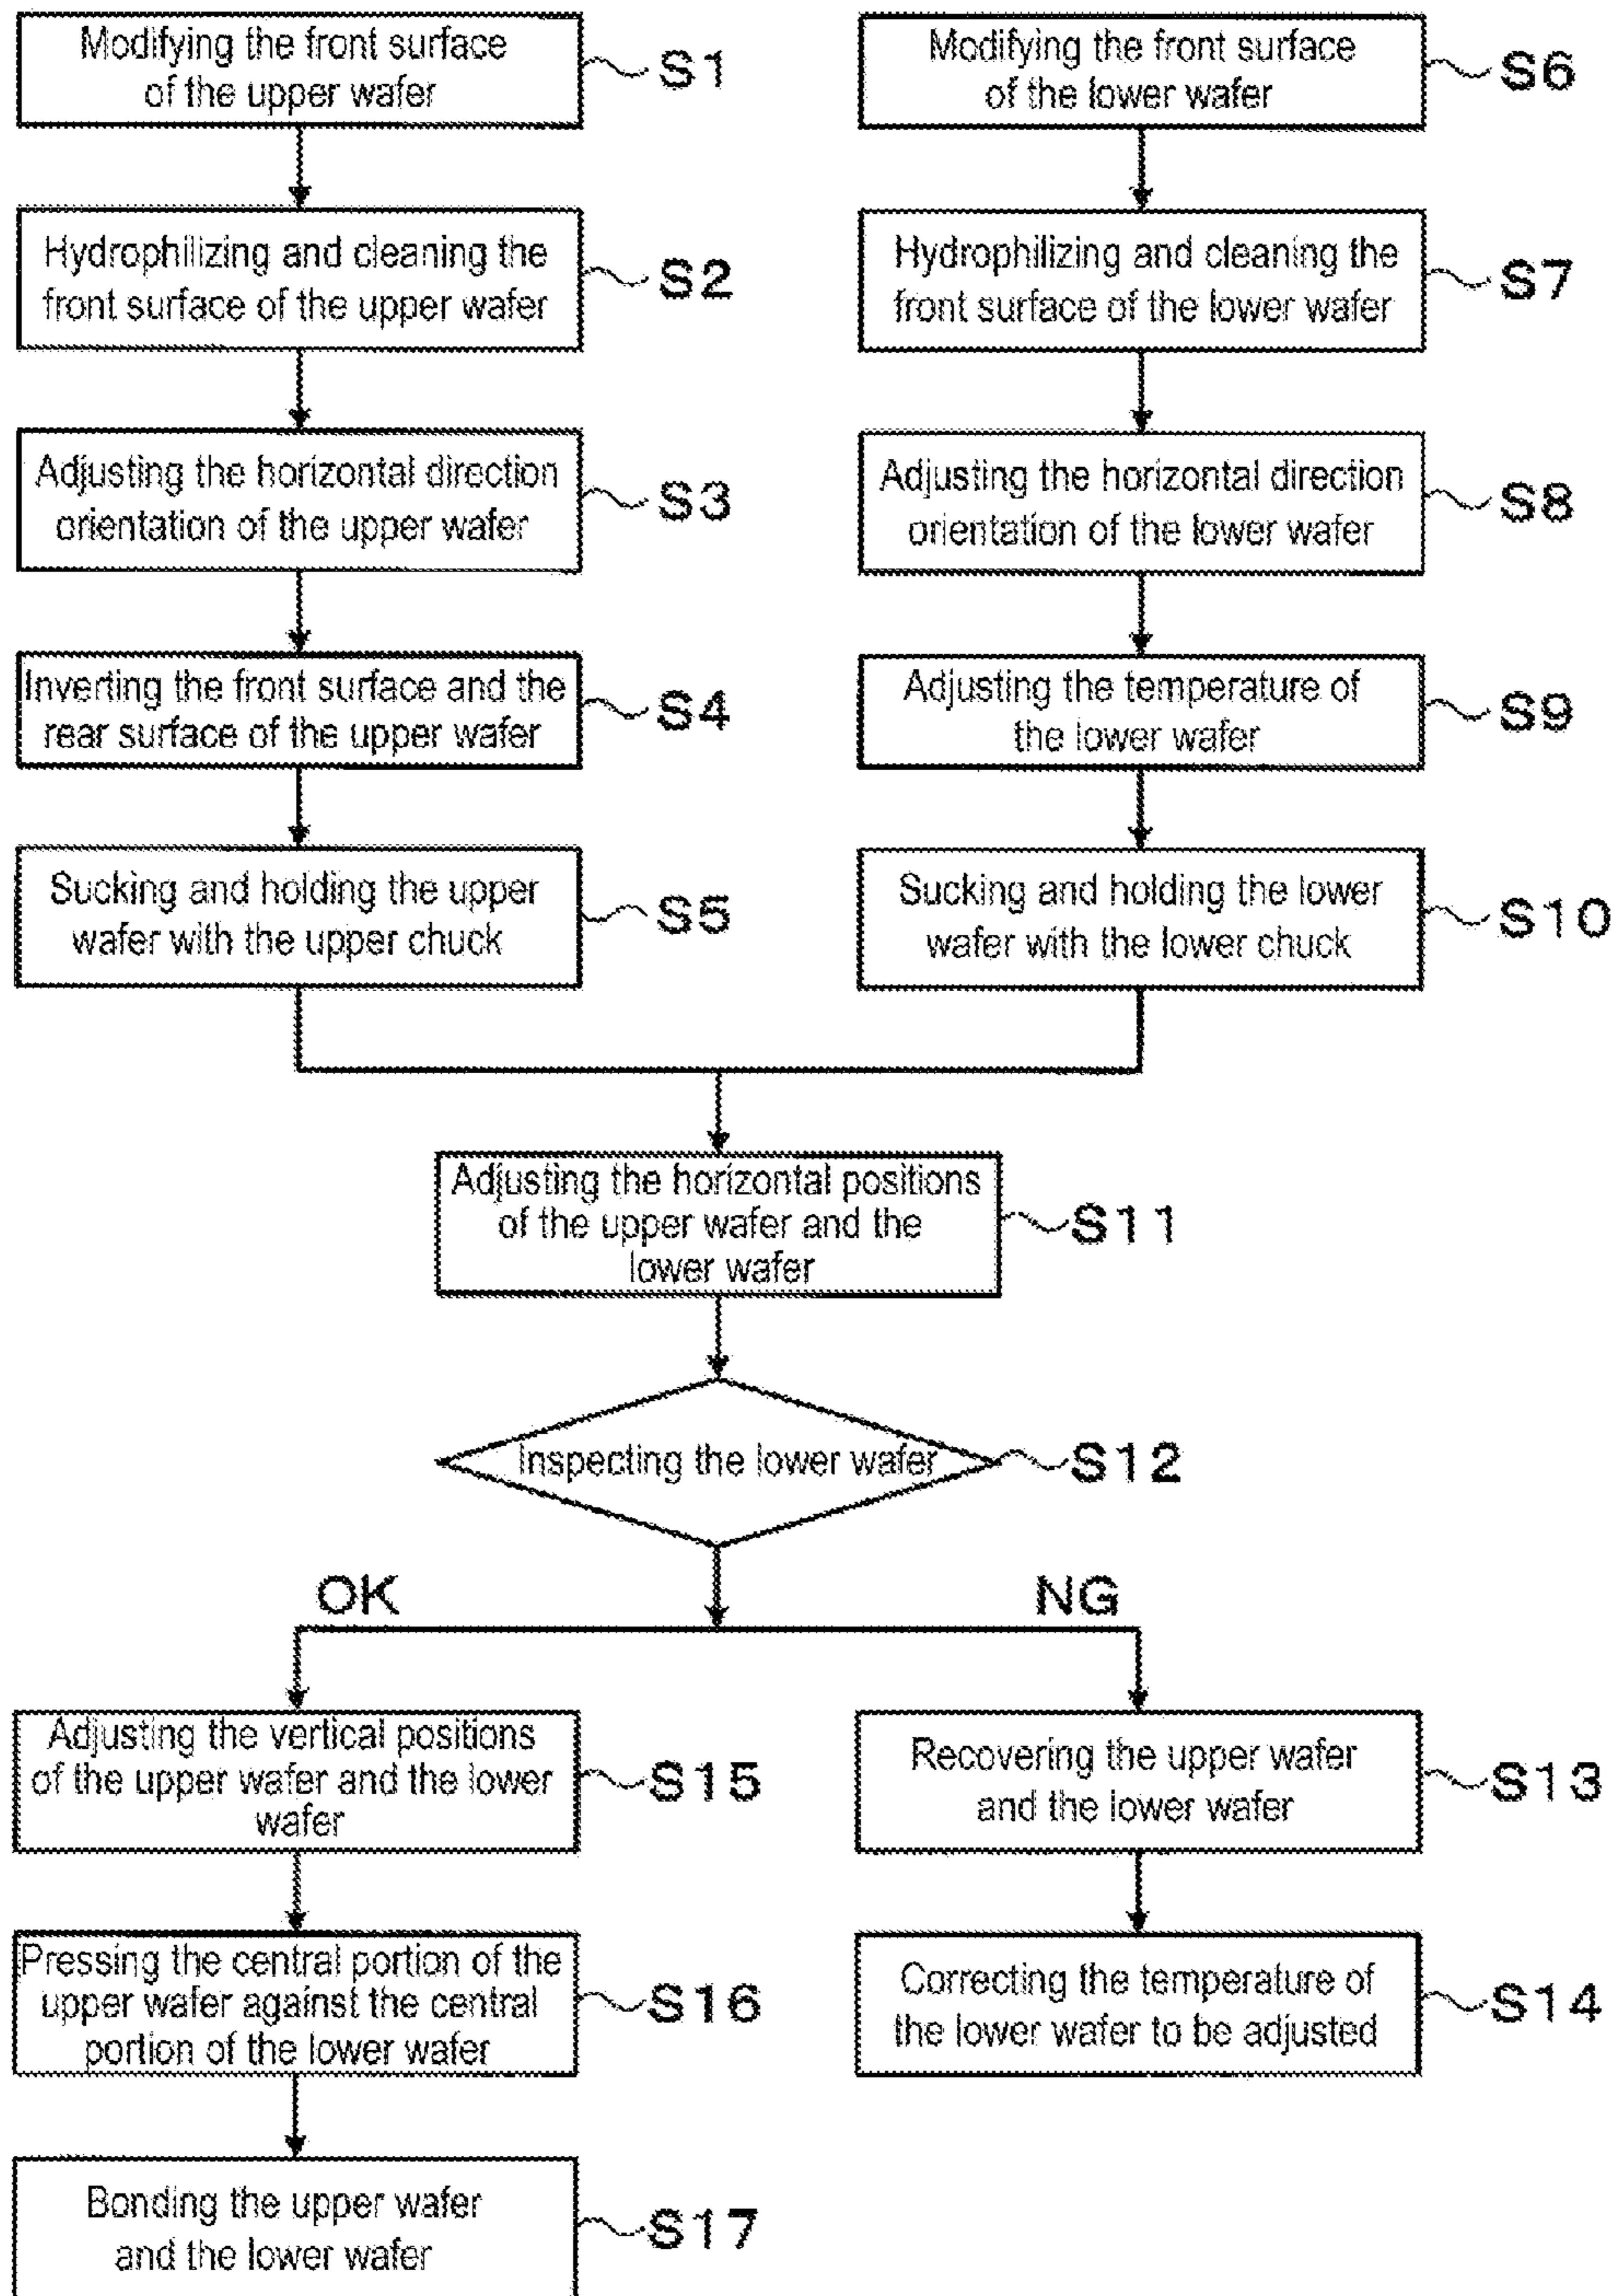 Modifying the front surface
of the upper wafer
S1
Modifying the front surface
of the lower wafer
S6
Hydrophilizing and cleaning the
front surface of the upper wafer
S2
Hydrophilizing and cleaning the
front surface of the lower wafer
S7
Adjusting the horizontal direction
orientation of the upper wafer
S3
Adjusting the horizontal direction
orientation of the lower wafer
S8
Inverting the front surface and the
rear surface of the upper wafer
S4
Adjusting the temperature of
the lower wafer
S9
Sucking and holding the upper
wafer with the upper chuck
S5
Sucking and holding the lower
wafer with the lower chuck
S10
Adjusting the horizontal positions
of the upper wafer and the
lower wafer
S11
Inspecting the lower wafer
S12
OK
NG
Adjusting the vertical positions
of the upper wafer and the lower
wafer
S15
Recovering the upper wafer
and the lower wafer
S13
Pressing the central portion of the
upper wafer against the central
portion of the lower wafer
S16
Correcting the temperature of
the lower wafer to be adjusted
S14
Bonding the upper wafer
and the lower wafer
S17